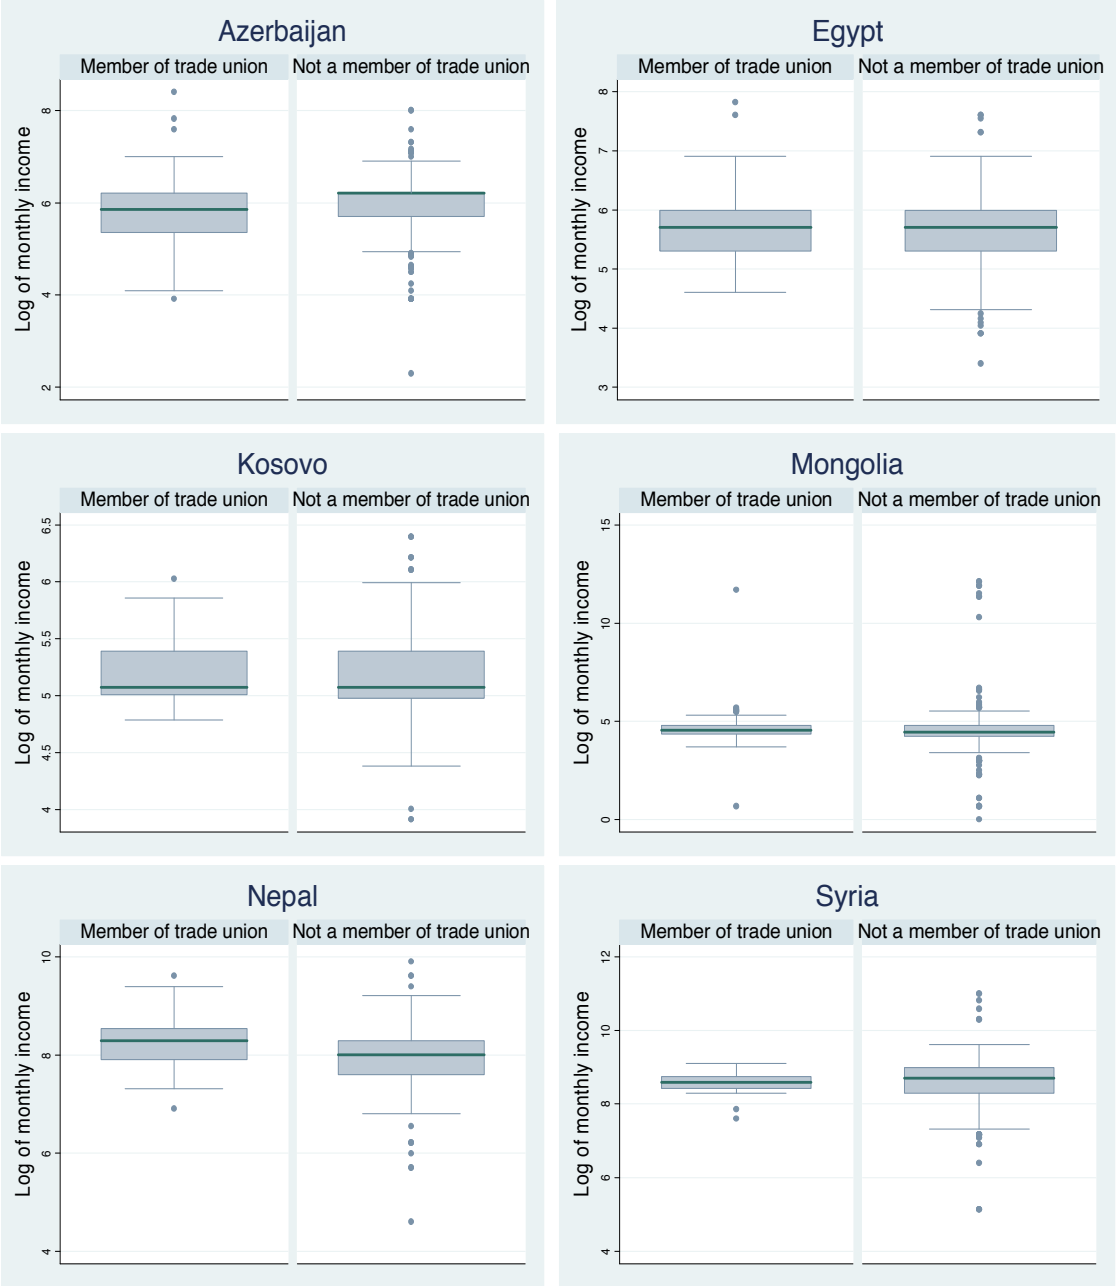 Azerbaijan
Member of trade union
Not a member of trade union
Log of monthly income
8
6
4
2
Egypt
Member of trade union
Not a member of trade union
Log of monthly income
8
7
6
5
4
3
Kosovo
Member of trade union
Not a member of trade union
Log of monthly income
6.5
6
5.5
5
4.5
4
Mongolia
Member of trade union
Not a member of trade union
Log of monthly income
15
10
5
0
Nepal
Member of trade union
Not a member of trade union
Log of monthly income
10
8
6
4
Syria
Member of trade union
Not a member of trade union
Log of monthly income
12
10
8
6
4